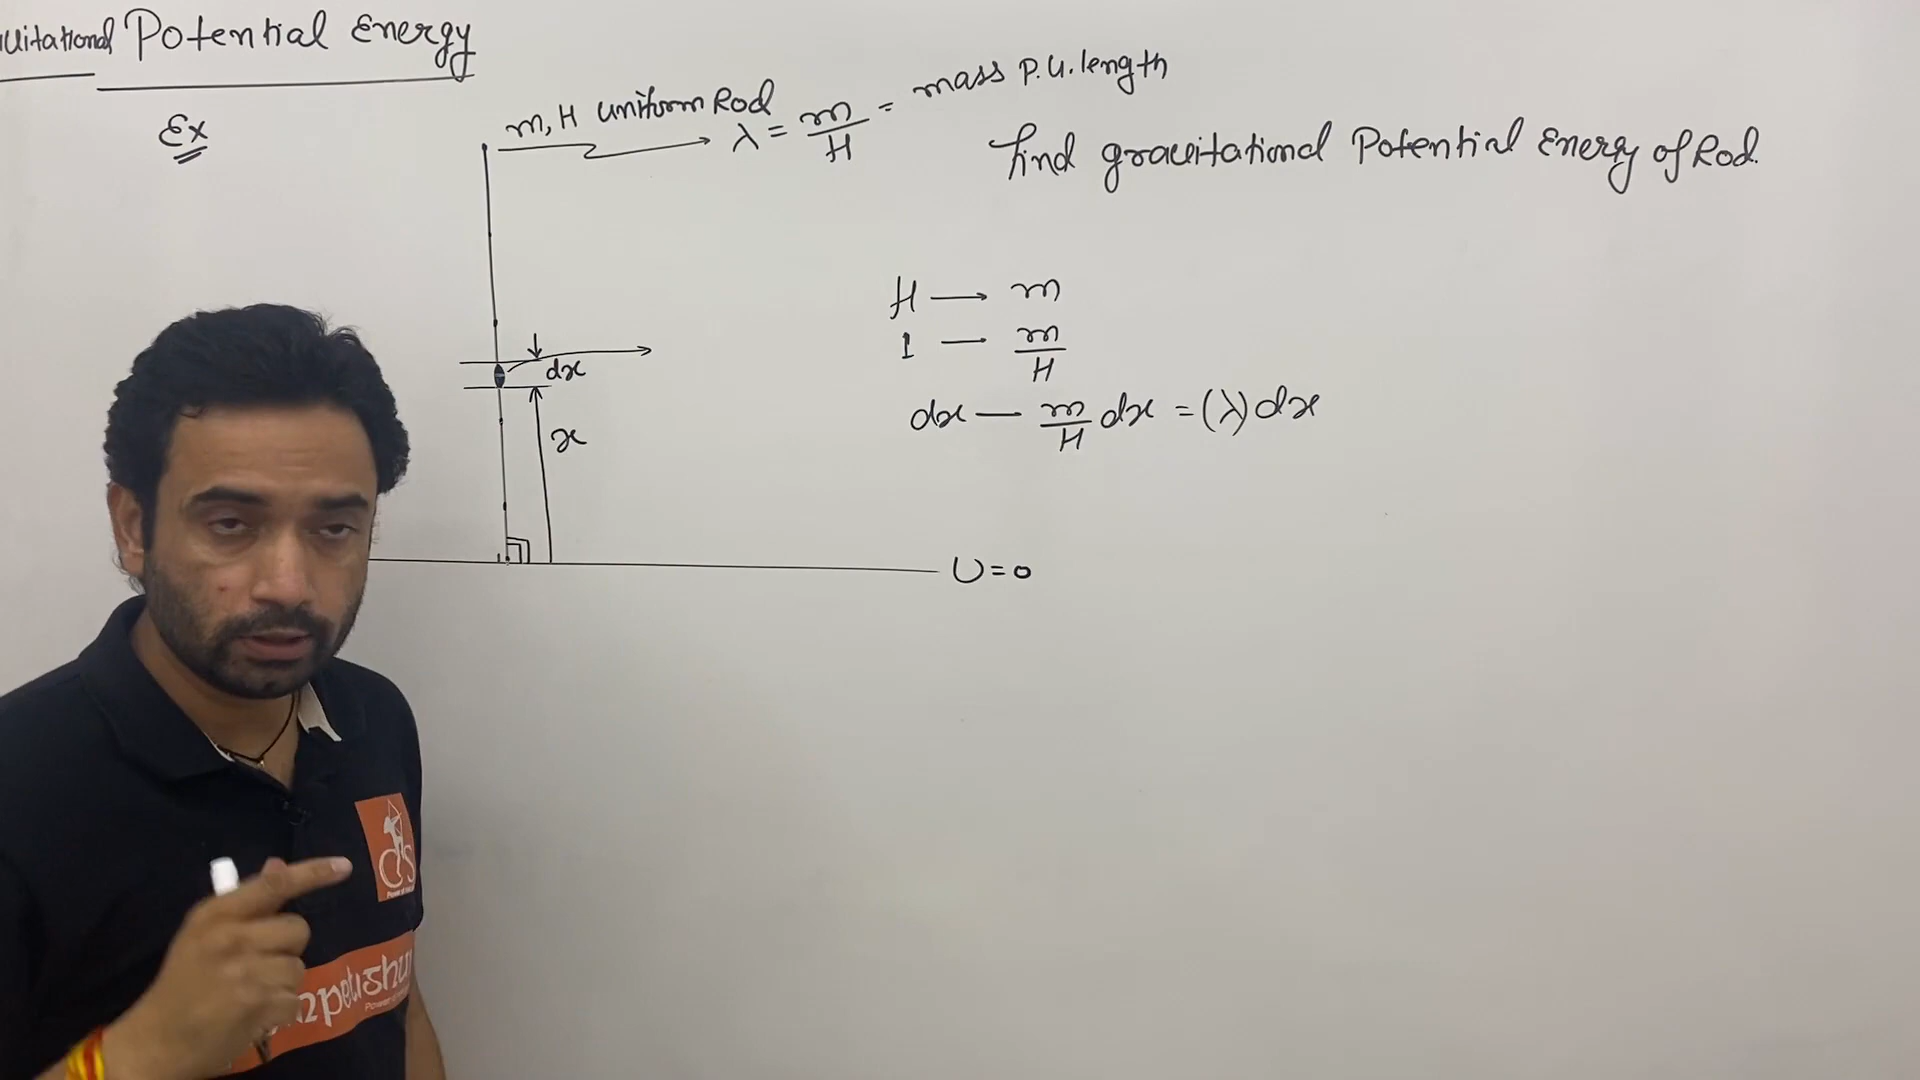 Potential Energy
Ex
m, H uniform Rod
λ = m/H = mass P.U. length
find gravitational Potential Energy of Rod.
H → m
1 — m/H
dx
dx — m/H dx = (λ) dx
x
U = 0
CS